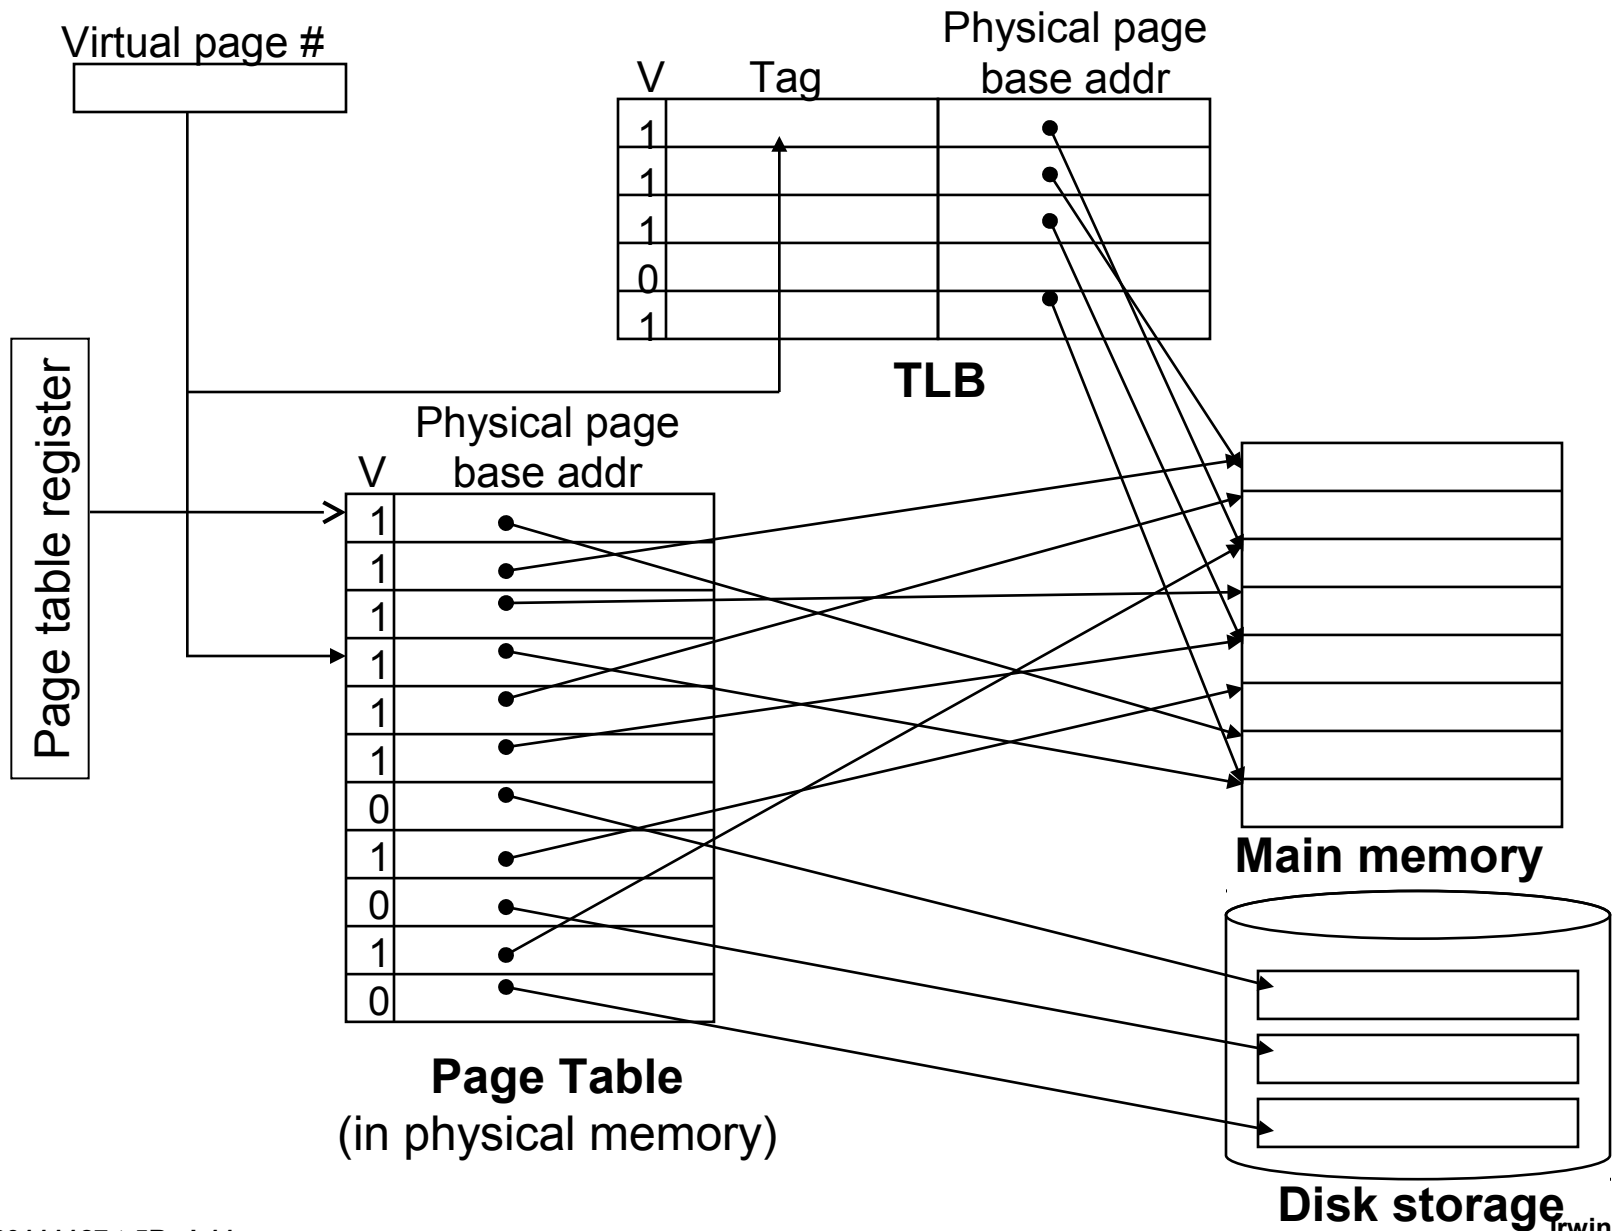 Virtual page #
Physical page
base addr
V
Tag
1
1
1
0
1
TLB
Page table register
Physical page
base addr
V
1
1
1
1
1
1
0
1
0
1
0
Page Table
(in physical memory)
Main memory
Disk storage
Irwin